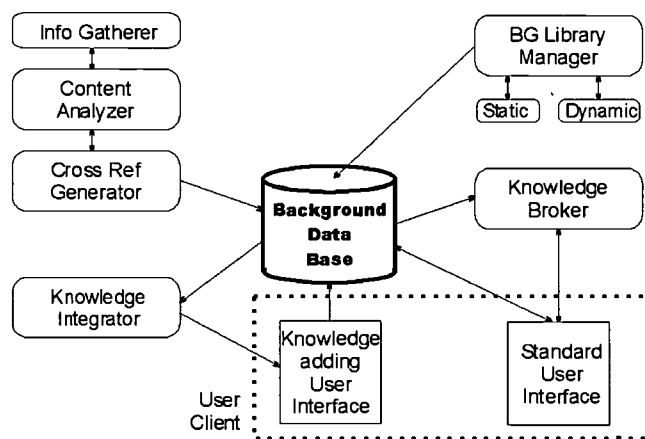 Info Gatherer
Content
Analyzer
Cross Ref
Generator
BG Library
Manager
Static
Dynamic
Background
Data
Base
Knowledge
Broker
Knowledge
Integrator
Knowledge
adding
User
Interface
Standard
User
Interface
User
Client